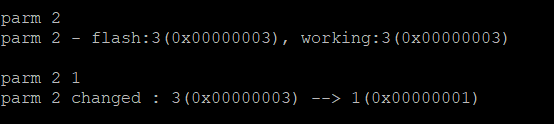 parm 2
parm 2 - flash:3(0x00000003), working:3(0x00000003)
parm 2 1
parm 2 changed : 3(0x00000003) --> 1(0x00000001)